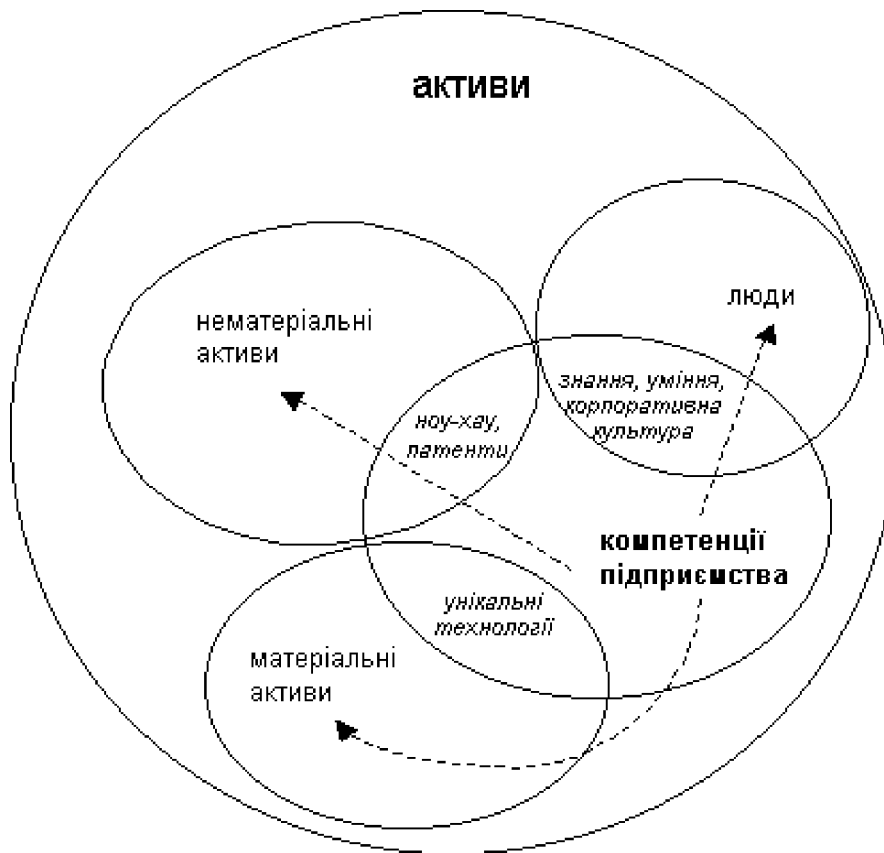 активи
люди
нематеріальні
активи
знання, уміння,
корпоративна
культура
ноу-хау,
патенти
компетенції
підприємства
унікальні
технології
матеріальні
активи